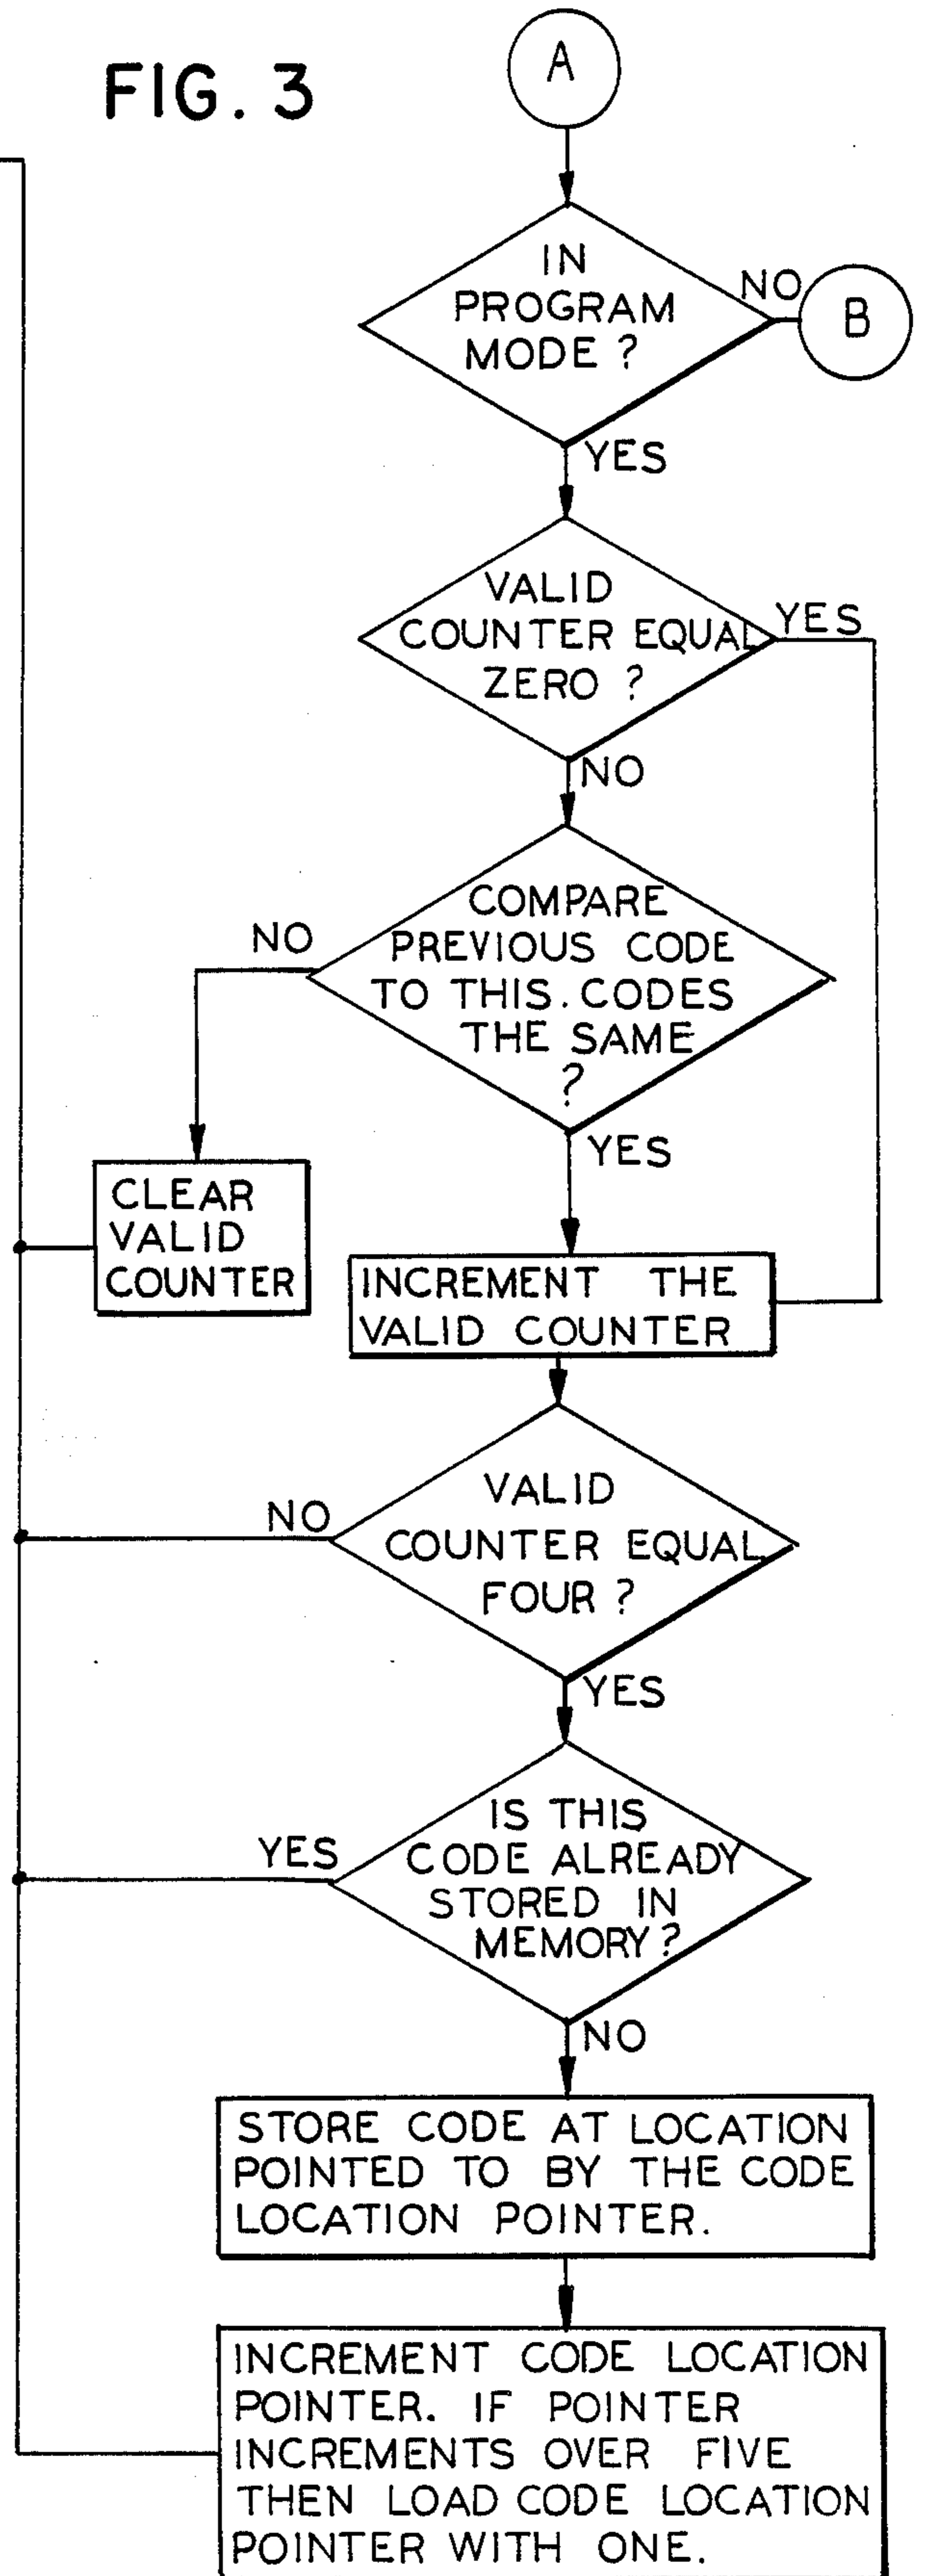 FIG. 3
A
IN
PROGRAM
MODE ?
NO
B
YES
VALID
COUNTER EQUAL
ZERO ?
YES
NO
COMPARE
PREVIOUS CODE
TO THIS. CODES
THE SAME
?
NO
YES
CLEAR
VALID
COUNTER
INCREMENT THE
VALID COUNTER
VALID
COUNTER EQUAL
FOUR ?
NO
YES
IS THIS
CODE ALREADY
STORED IN
MEMORY ?
YES
NO
STORE CODE AT LOCATION
POINTED TO BY THE CODE
LOCATION POINTER.
INCREMENT CODE LOCATION
POINTER. IF POINTER
INCREMENTS OVER FIVE
THEN LOAD CODE LOCATION
POINTER WITH ONE.